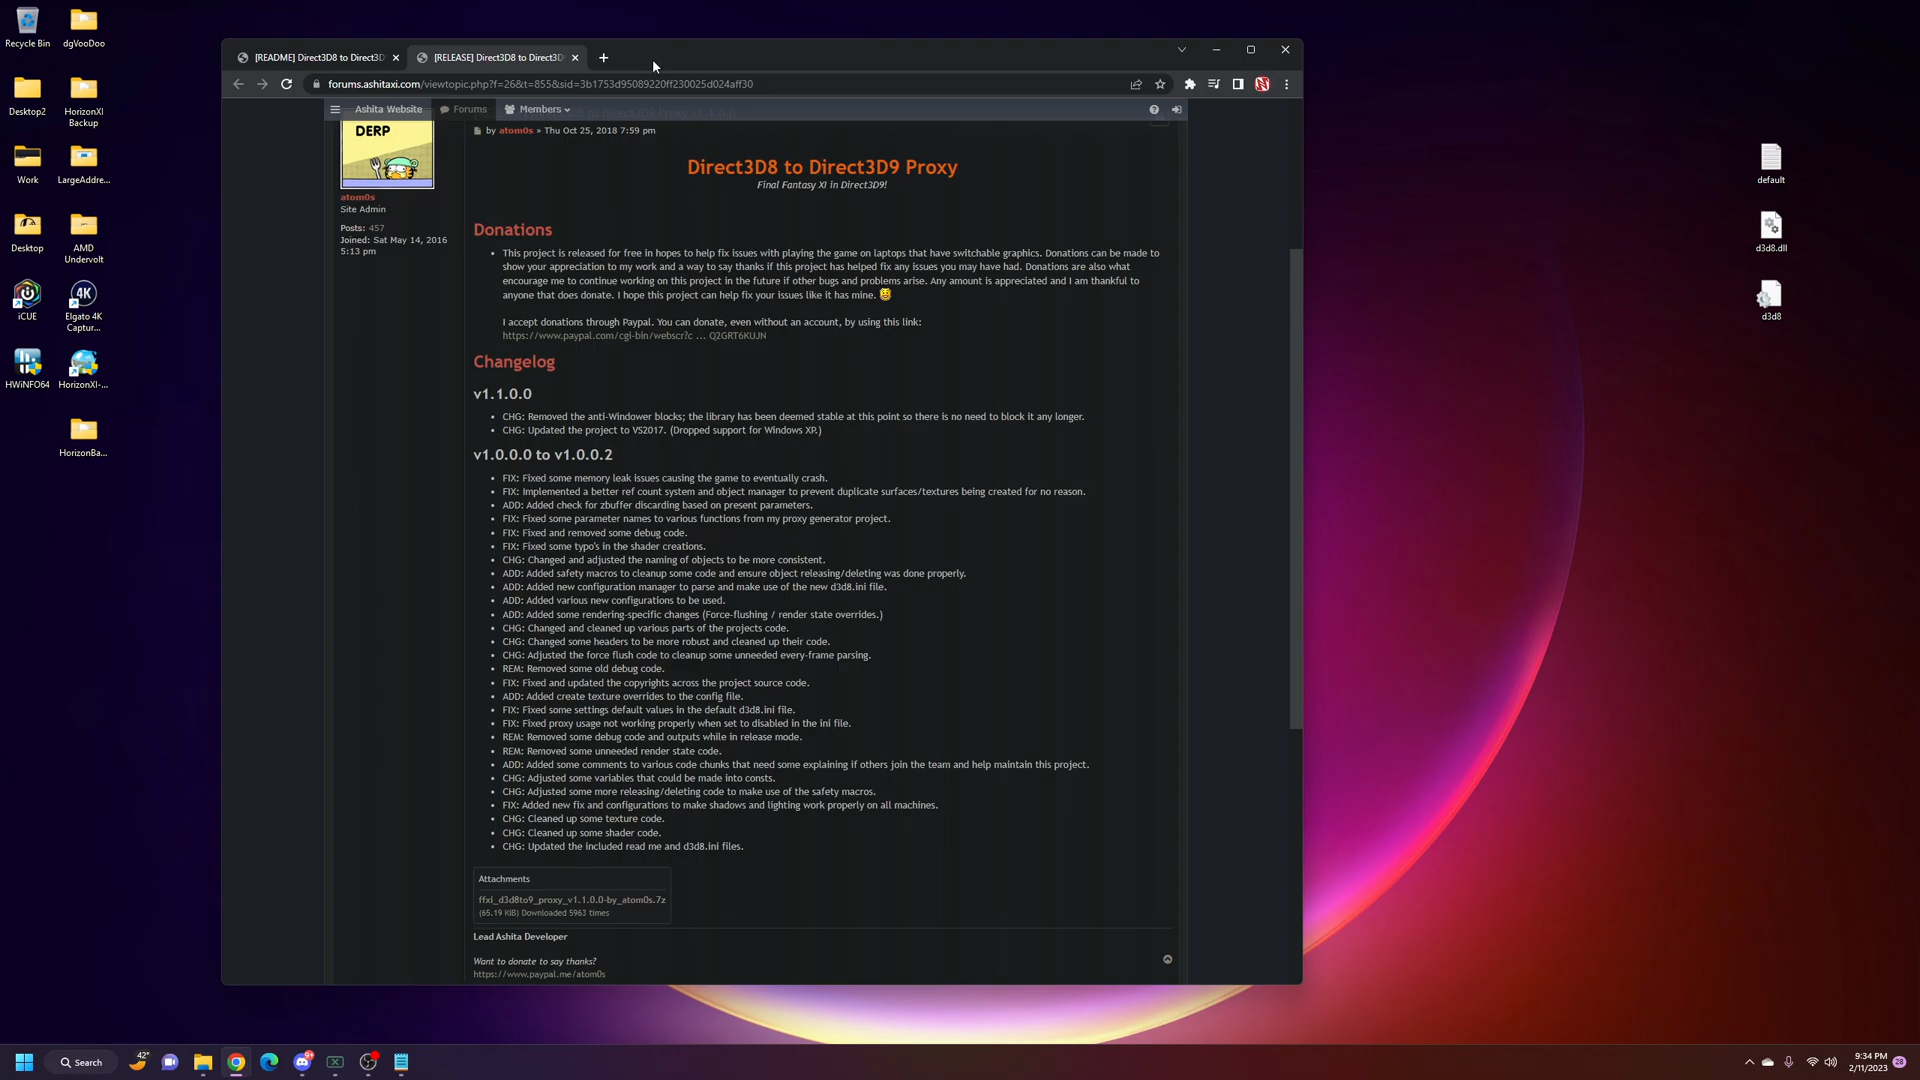 Recycle Bin
dgVooDoo
Desktop2
HorizonXI
Backup
Work
LargeAddre...
Desktop
AMD
Undervolt
iCUE
Elgato 4K
Captur...
HWiNFO64
HorizonXI-...
HorizonBa...
[README] Direct3D8 to Direct3D
[RELEASE] Direct3D8 to Direct3D
forums.ashitaxi.com/viewtopic.php?f=26&t=855&sid=3b1753d95089220ff230025d024aff30
Ashita Website
Forums
Members
DERP
atom0s
Site Admin
Posts: 457
Joined: Sat May 14, 2016
5:13 pm
by atom0s » Thu Oct 25, 2018 7:59 pm
Direct3D8 to Direct3D9 Proxy
Final Fantasy XI in Direct3D9!
Donations
• This project is released for free in hopes to help fix issues with playing the game on laptops that have switchable graphics. Donations can be made to
show your appreciation to my work and a way to say thanks if this project has helped fix any issues you may have had. Donations are also what
encourage me to continue working on this project in the future if other bugs and problems arise. Any amount is appreciated and I am thankful to
anyone that does donate. I hope this project can help fix your issues like it has mine.
I accept donations through Paypal. You can donate, even without an account, by using this link:
https://www.paypal.com/cgi-bin/webscr?c ... Q2GRT6KUJN
Changelog
v1.1.0.0
• CHG: Removed the anti-Windower blocks; the library has been deemed stable at this point so there is no need to block it any longer.
• CHG: Updated the project to VS2017. (Dropped support for Windows XP.)
v1.0.0.0 to v1.0.0.2
• FIX: Fixed some memory leak issues causing the game to eventually crash.
• FIX: Implemented a better ref count system and object manager to prevent duplicate surfaces/textures being created for no reason.
• ADD: Added check for zbuffer discarding based on present parameters.
• FIX: Fixed some parameter names to various functions from my proxy generator project.
• FIX: Fixed and removed some debug code.
• FIX: Fixed some typo's in the shader creations.
• CHG: Changed and adjusted the naming of objects to be more consistent.
• ADD: Added safety macros to cleanup some code and ensure object releasing/deleting was done properly.
• ADD: Added new configuration manager to parse and make use of the new d3d8.ini file.
• ADD: Added various new configurations to be used.
• ADD: Added some rendering-specific changes (Force-flushing / render state overrides.)
• CHG: Changed and cleaned up various parts of the projects code.
• CHG: Changed some headers to be more robust and cleaned up their code.
• CHG: Adjusted the force flush code to cleanup some unneeded every-frame parsing.
• REM: Removed some old debug code.
• FIX: Fixed and updated the copyrights across the project source code.
• ADD: Added create texture overrides to the config file.
• FIX: Fixed some settings default values in the default d3d8.ini file.
• FIX: Fixed proxy usage not working properly when set to disabled in the ini file.
• REM: Removed some debug code and outputs while in release mode.
• REM: Removed some unneeded render state code.
• ADD: Added some comments to various code chunks that need some explaining if others join the team and help maintain this project.
• CHG: Adjusted some variables that could be made into consts.
• CHG: Adjusted some more releasing/deleting code to make use of the safety macros.
• FIX: Added new fix and configurations to make shadows and lighting work properly on all machines.
• CHG: Cleaned up some texture code.
• CHG: Cleaned up some shader code.
• CHG: Updated the included read me and d3d8.ini files.
Attachments
ffxi_d3d8to9_proxy_v1.1.0.0-by_atom0s.7z
(65.19 KiB) Downloaded 5963 times
Lead Ashita Developer
Want to donate to say thanks?
https://www.paypal.me/atom0s
default
d3d8.dll
d3d8
Search
42°
9:34 PM
2/11/2023
28